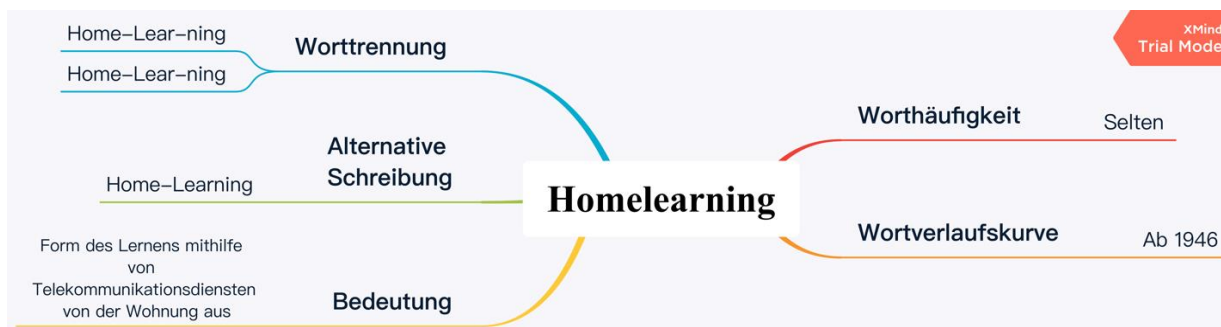 Home–Lear–ning
Home–Lear–ning
Worttrennung
Alternative
Schreibung
Home–Learning
Form des Lernens mithilfe
von
Telekommunikationsdiensten
von der Wohnung aus
Bedeutung
Homelearning
XMind
Trial Mode
Worthäufigkeit
Selten
Wortverlaufskurve
Ab 1946